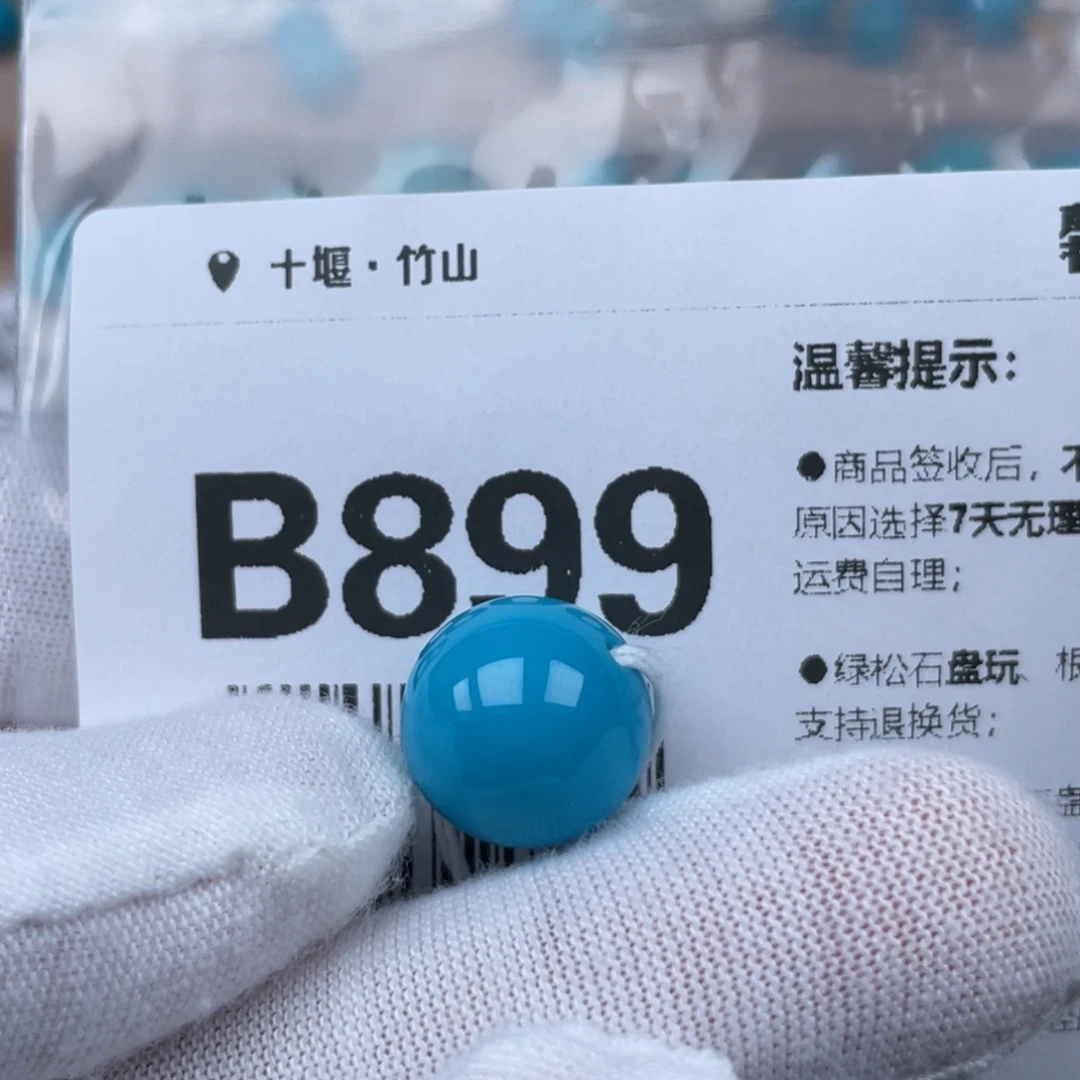 十堰·竹山
温馨提示：
B899
●商品签收后，
原因选择7天无理
运费自理；
●绿松石盘玩
支持退换货；